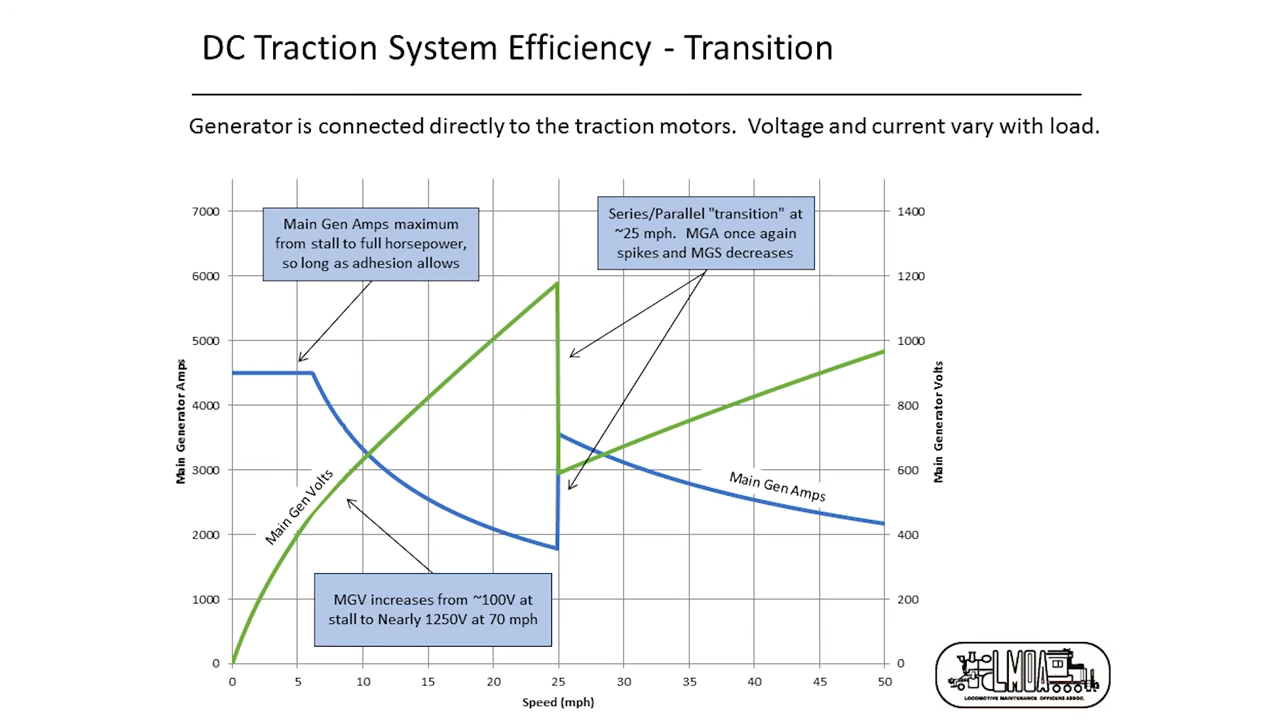 DC Traction System Efficiency - Transition
Generator is connected directly to the traction motors.  Voltage and current vary with load.
Main Gen Amps maximum
from stall to full horsepower,
so long as adhesion allows
Series/Parallel "transition" at
~25 mph.  MGA once again
spikes and MGS decreases
7000
6000
5000
4000
3000
2000
1000
0
Main Generator Amps
1400
1200
1000
800
600
400
200
0
Main Generator Volts
Main Gen Volts
Main Gen Amps
MGV increases from ~100V at
stall to Nearly 1250V at 70 mph
0 5 10 15 20 25 30 35 40 45 50
Speed (mph)
LMOA
LOCOMOTIVE MAINTENANCE OFFICERS ASSOC.